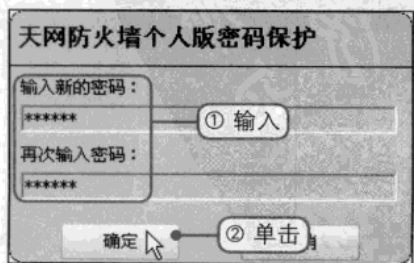 天网防火墙个人版密码保护
输入新的密码：
******
① 输入
再次输入密码：
******
确定
② 单击
消